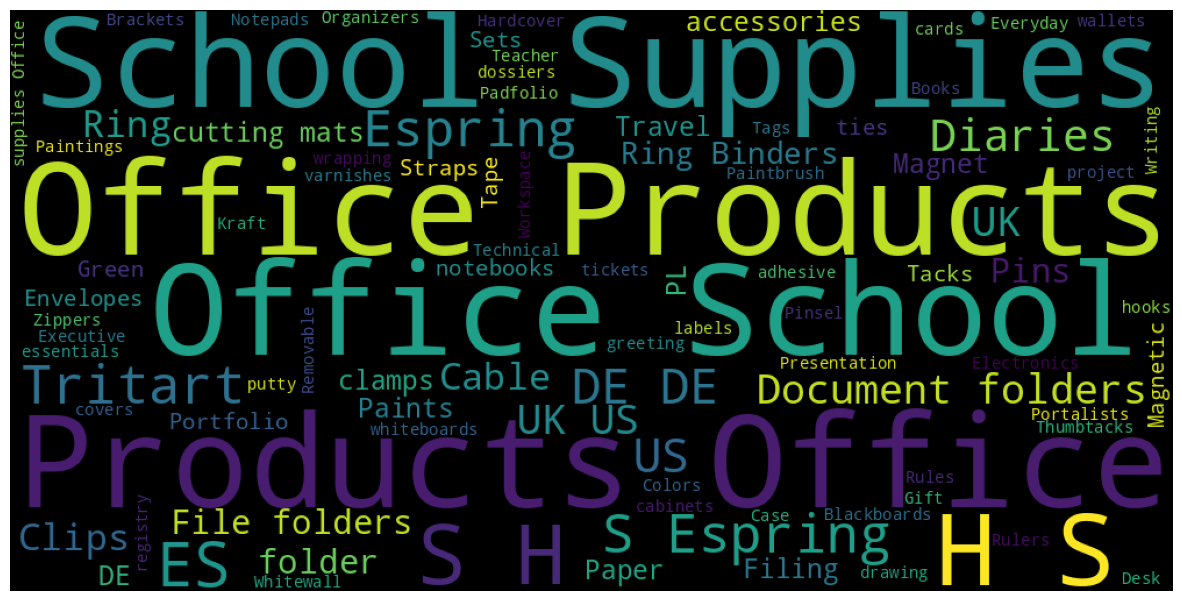 School Supplies
Brackets
Notepads
Organizers
Hardcover
accessories
cards
Everyday
wallets
Sets
Teacher
dossiers
Padfolio
Books
supplies Office
Ring
cutting mats
Espring
Travel
Tags
ties
Diaries
Writing
Paintings
wrapping
varnishes
Straps
Tape
Workspace
Ring Binders
Paintbrush
Magnet
project
Office Products
Kraft
UK
Technical
Green
notebooks
tickets
PL
adhesive
Tacks
Pins
Office School
Envelopes
Zippers
Executive
essentials
Removable
labels
Pinsel
hooks
greeting
Presentation
Electronics
Magnetic
Tritart
putty
clamps
Cable
DE DE
Document folders
covers
Portfolio
Paints
whiteboards
UK US
Portalists
Thumbtacks
Products Office
US
Colors
Rules
Gift
cabinets
registry
Clips
File folders
S H
S Espring
Case
Blackboards
H S
Rulers
DE
ES
folder
Whitewall
Paper
Filing
drawing
Desk